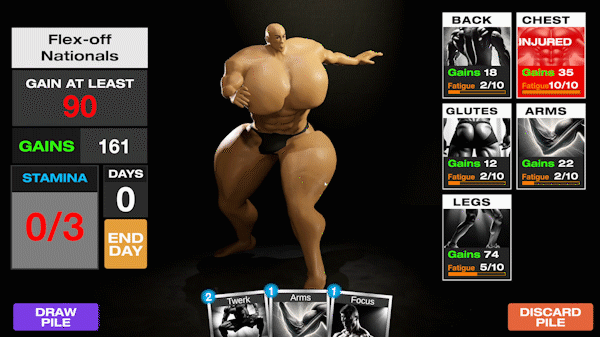 Flex-off
Nationals
GAIN AT LEAST
90
GAINS 161
STAMINA
0/3
DAYS
0
END
DAY
DRAW
PILE
BACK
Gains 18
Fatigue 2/10
CHEST
INJURED
Gains 35
Fatigue 10/10
GLUTES
Gains 12
Fatigue 2/10
ARMS
Gains 22
Fatigue 2/10
LEGS
Gains 74
Fatigue 5/10
2 Twerk
1 Arms
1 Focus
DISCARD
PILE